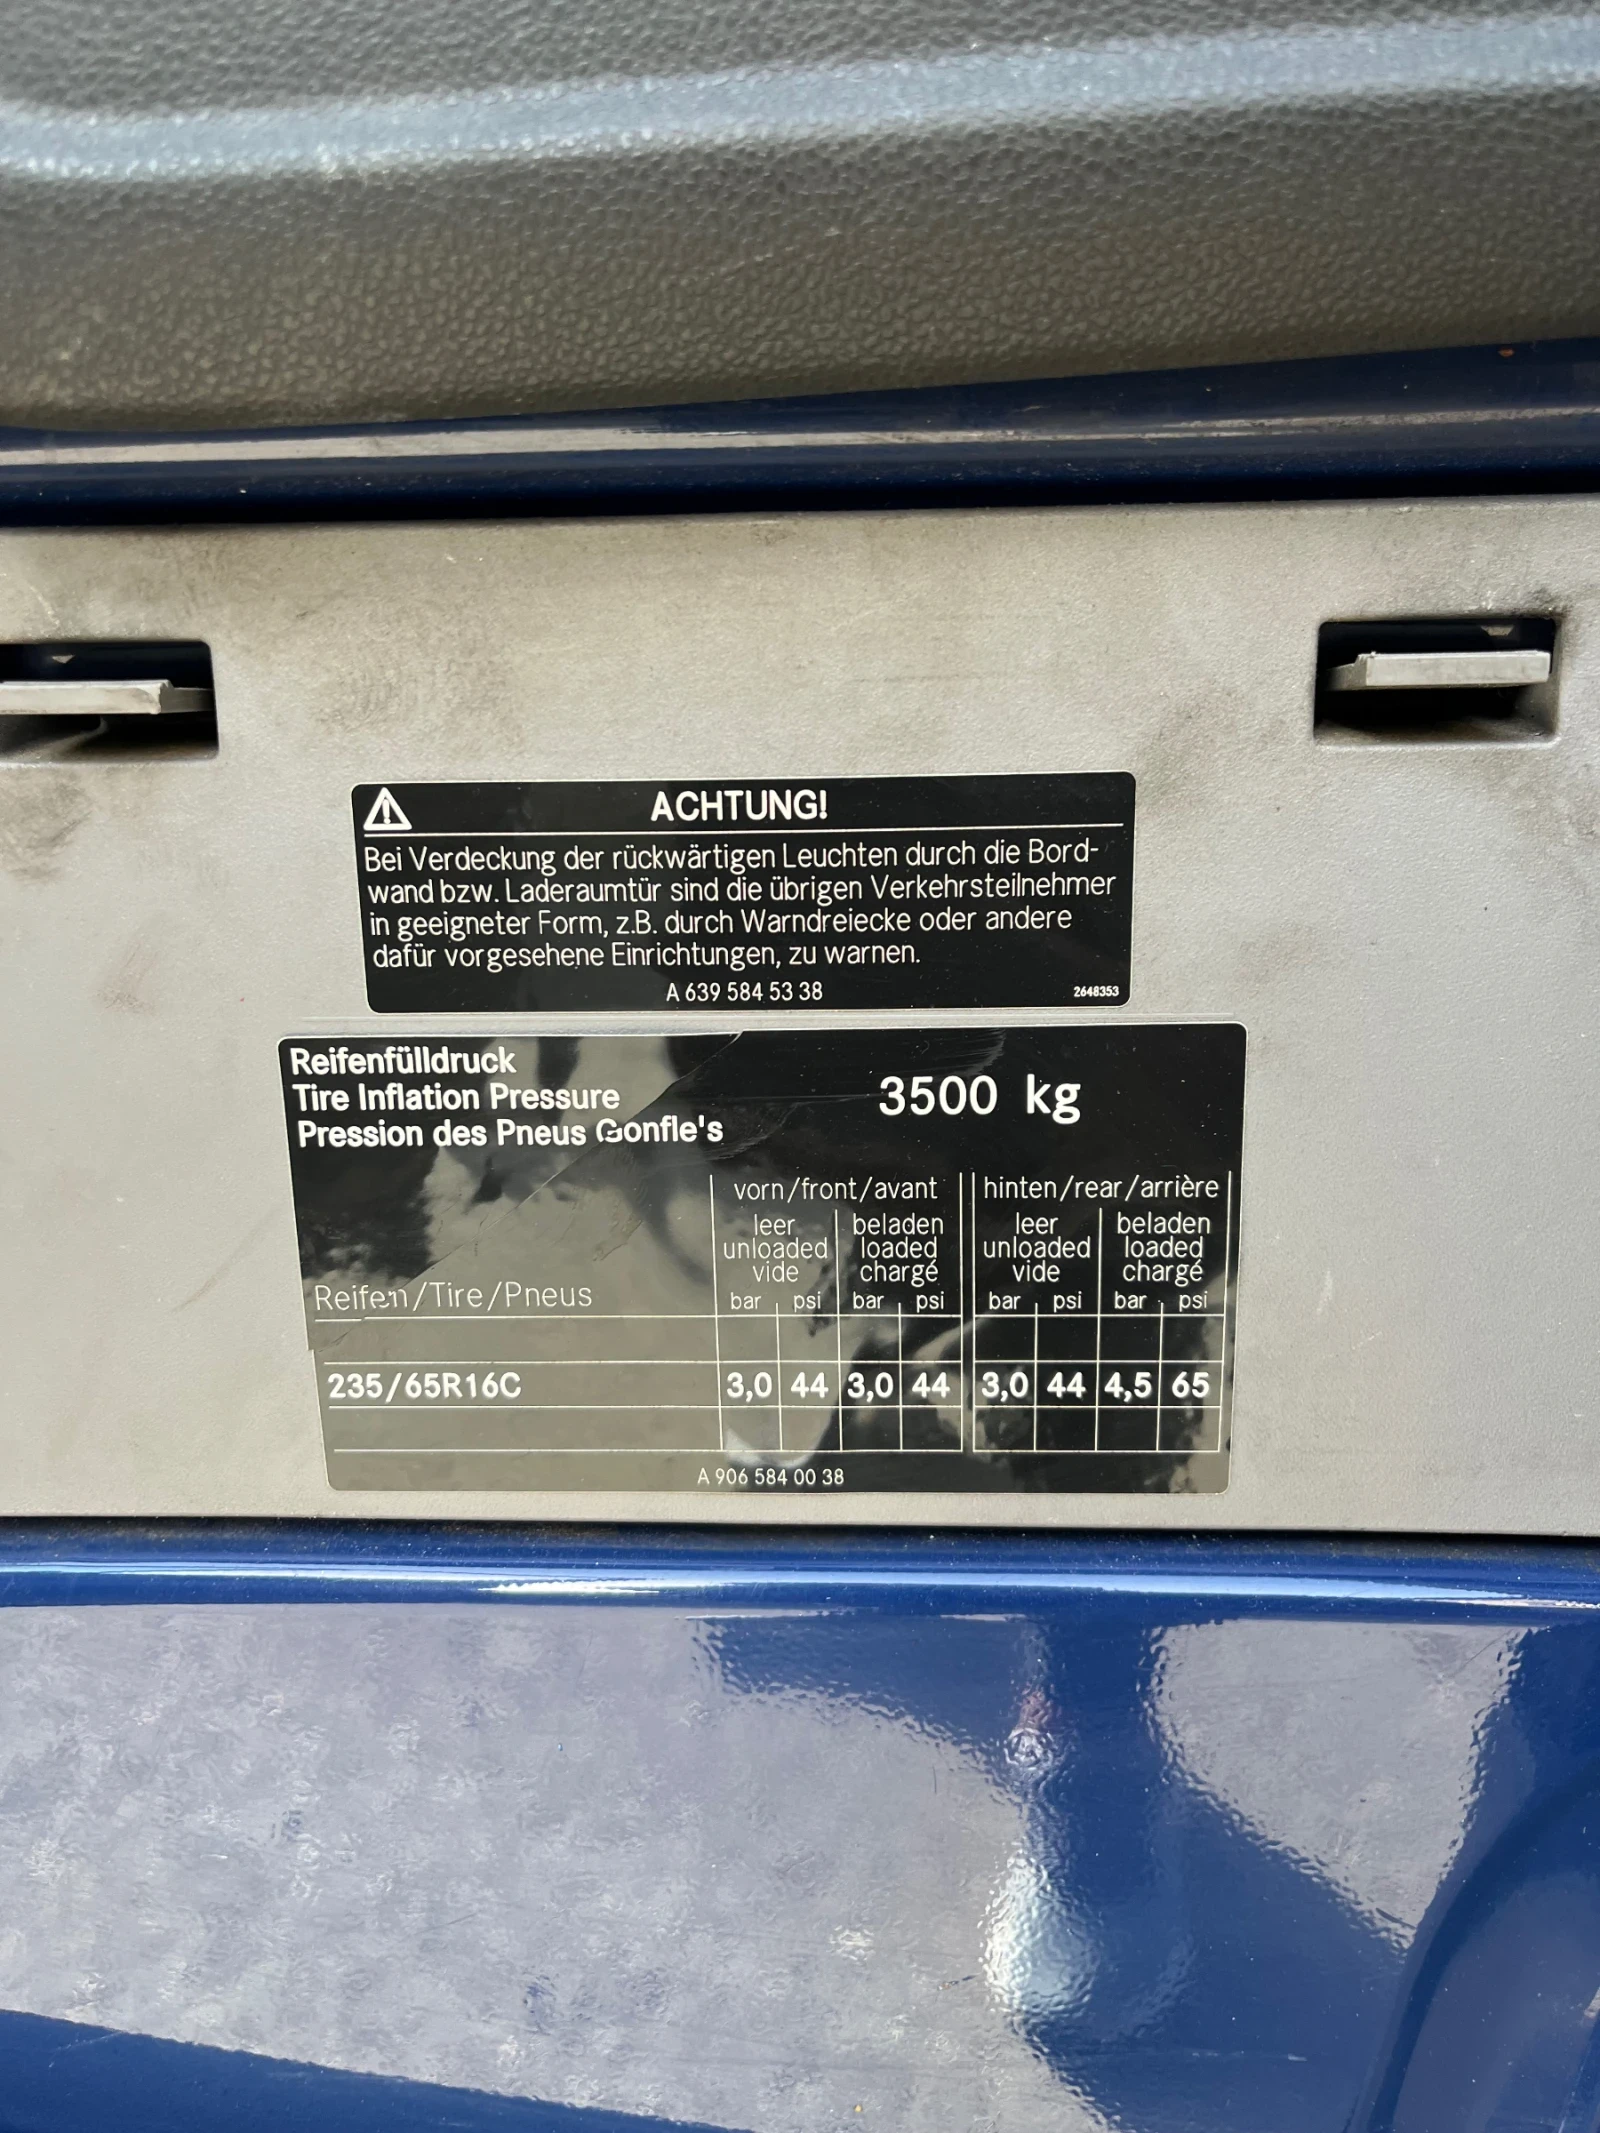 ACHTUNG!
Bei Verdeckung der rückwärtigen Leuchten durch die Bord-
wand bzw. Laderaumtür sind die übrigen Verkehrsteilnehmer
in geeigneter Form, z.B. durch Warndreiecke oder andere
dafür vorgesehene Einrichtungen, zu warnen.
A 639 584 53 38 2648353
Reifenfülldruck
Tire Inflation Pressure 3500 kg
Pression des Pneus Gonfle's
vorn/front/avant hinten/rear/arrière
leer beladen leer beladen
unloaded loaded unloaded loaded
vide chargé vide chargé
Reifen/Tire/Pneus bar psi bar psi bar psi bar psi
235/65R16C 3,0 44 3,0 44 3,0 44 4,5 65
A 906 584 00 38